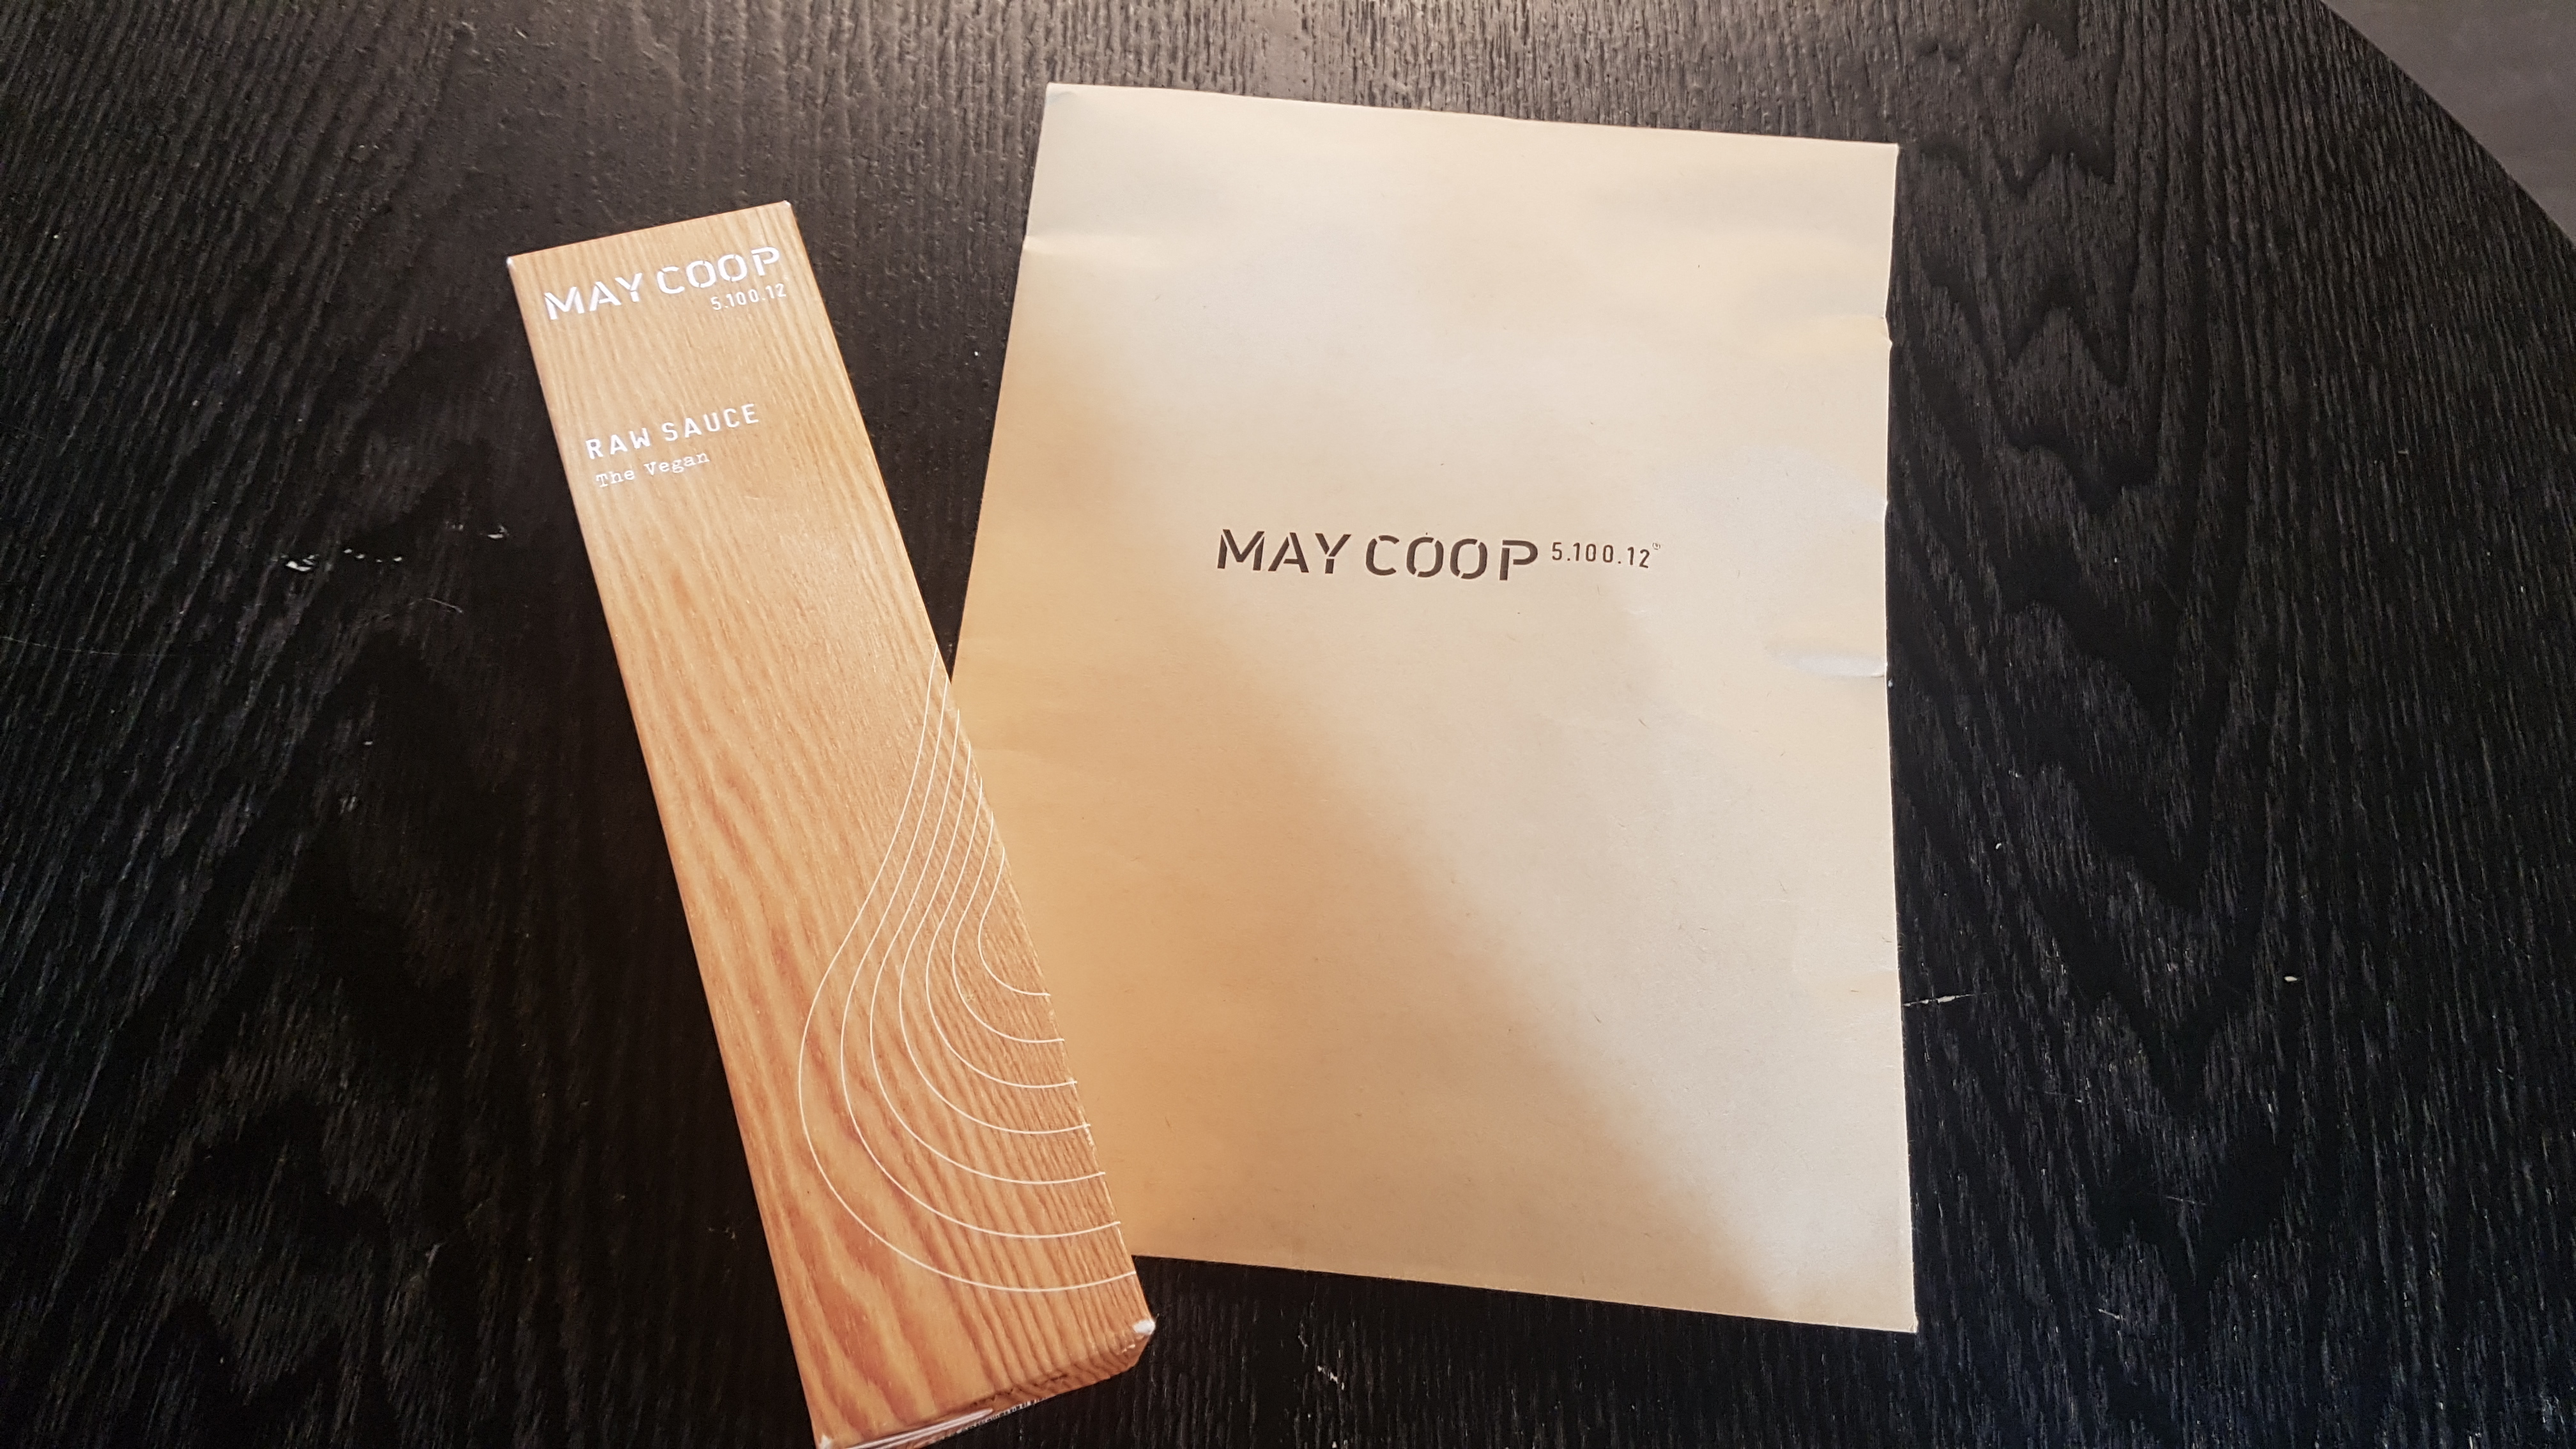 MAY COOP
5.100.12
RAW SAUCE
The Vegan
MAY COOP 5.100.12